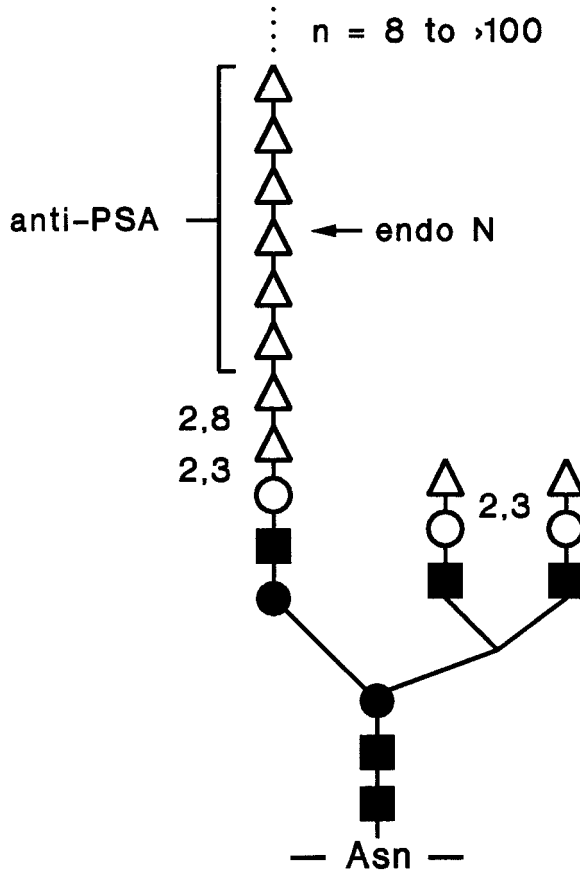 n = 8 to >100
anti-PSA
endo N
2,8
2,3
2,3
Asn